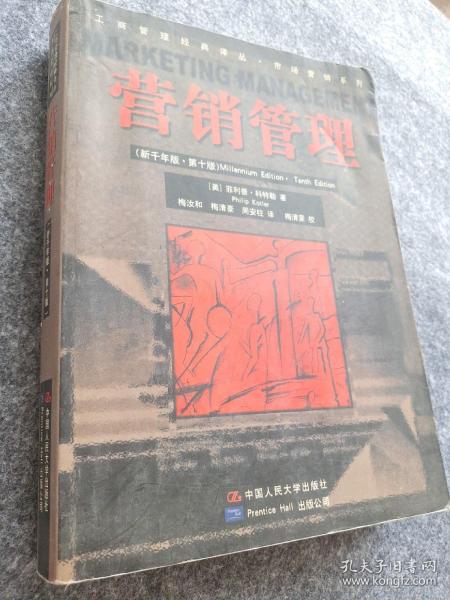 工商管理经典译丛·市场营销系列
MARKETING MANAGEMENT
营销管理
(新千年版·第十版)Millennium Edition·Tenth Edition
[美]菲利普·科特勒 著
Philip Kotler
梅汝和 梅清豪 周安柱 译 梅清豪 校
中国人民大学出版社
Prentice Hall 出版公司
中国人民大学出版社
孔夫子旧书网
www.kongfz.com